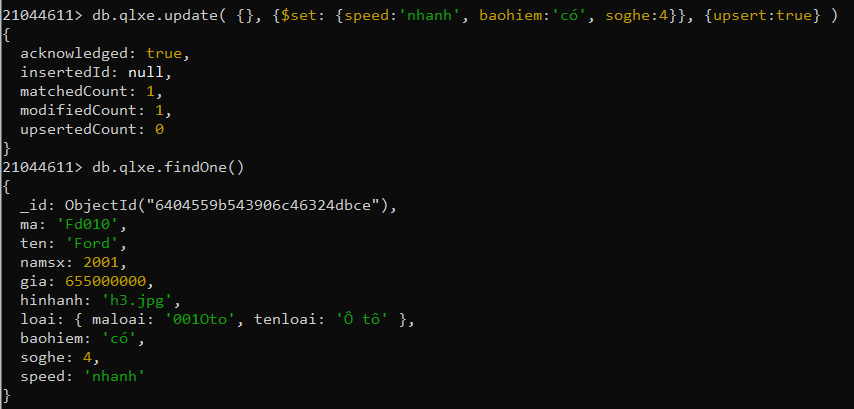 21044611> db.qlxe.update( {}, {$set: {speed:'nhanh', baohiem:'có', soghe:4}}, {upsert:true} )
{
  acknowledged: true,
  insertedId: null,
  matchedCount: 1,
  modifiedCount: 1,
  upsertedCount: 0
}
21044611> db.qlxe.findOne()
{
  _id: ObjectId("6404559b543906c46324dbce"),
  ma: 'Fd010',
  ten: 'Ford',
  namsx: 2001,
  gia: 655000000,
  hinhanh: 'h3.jpg',
  loai: { maloai: '001Oto', tenloai: 'Ô tô' },
  baohiem: 'có',
  soghe: 4,
  speed: 'nhanh'
}